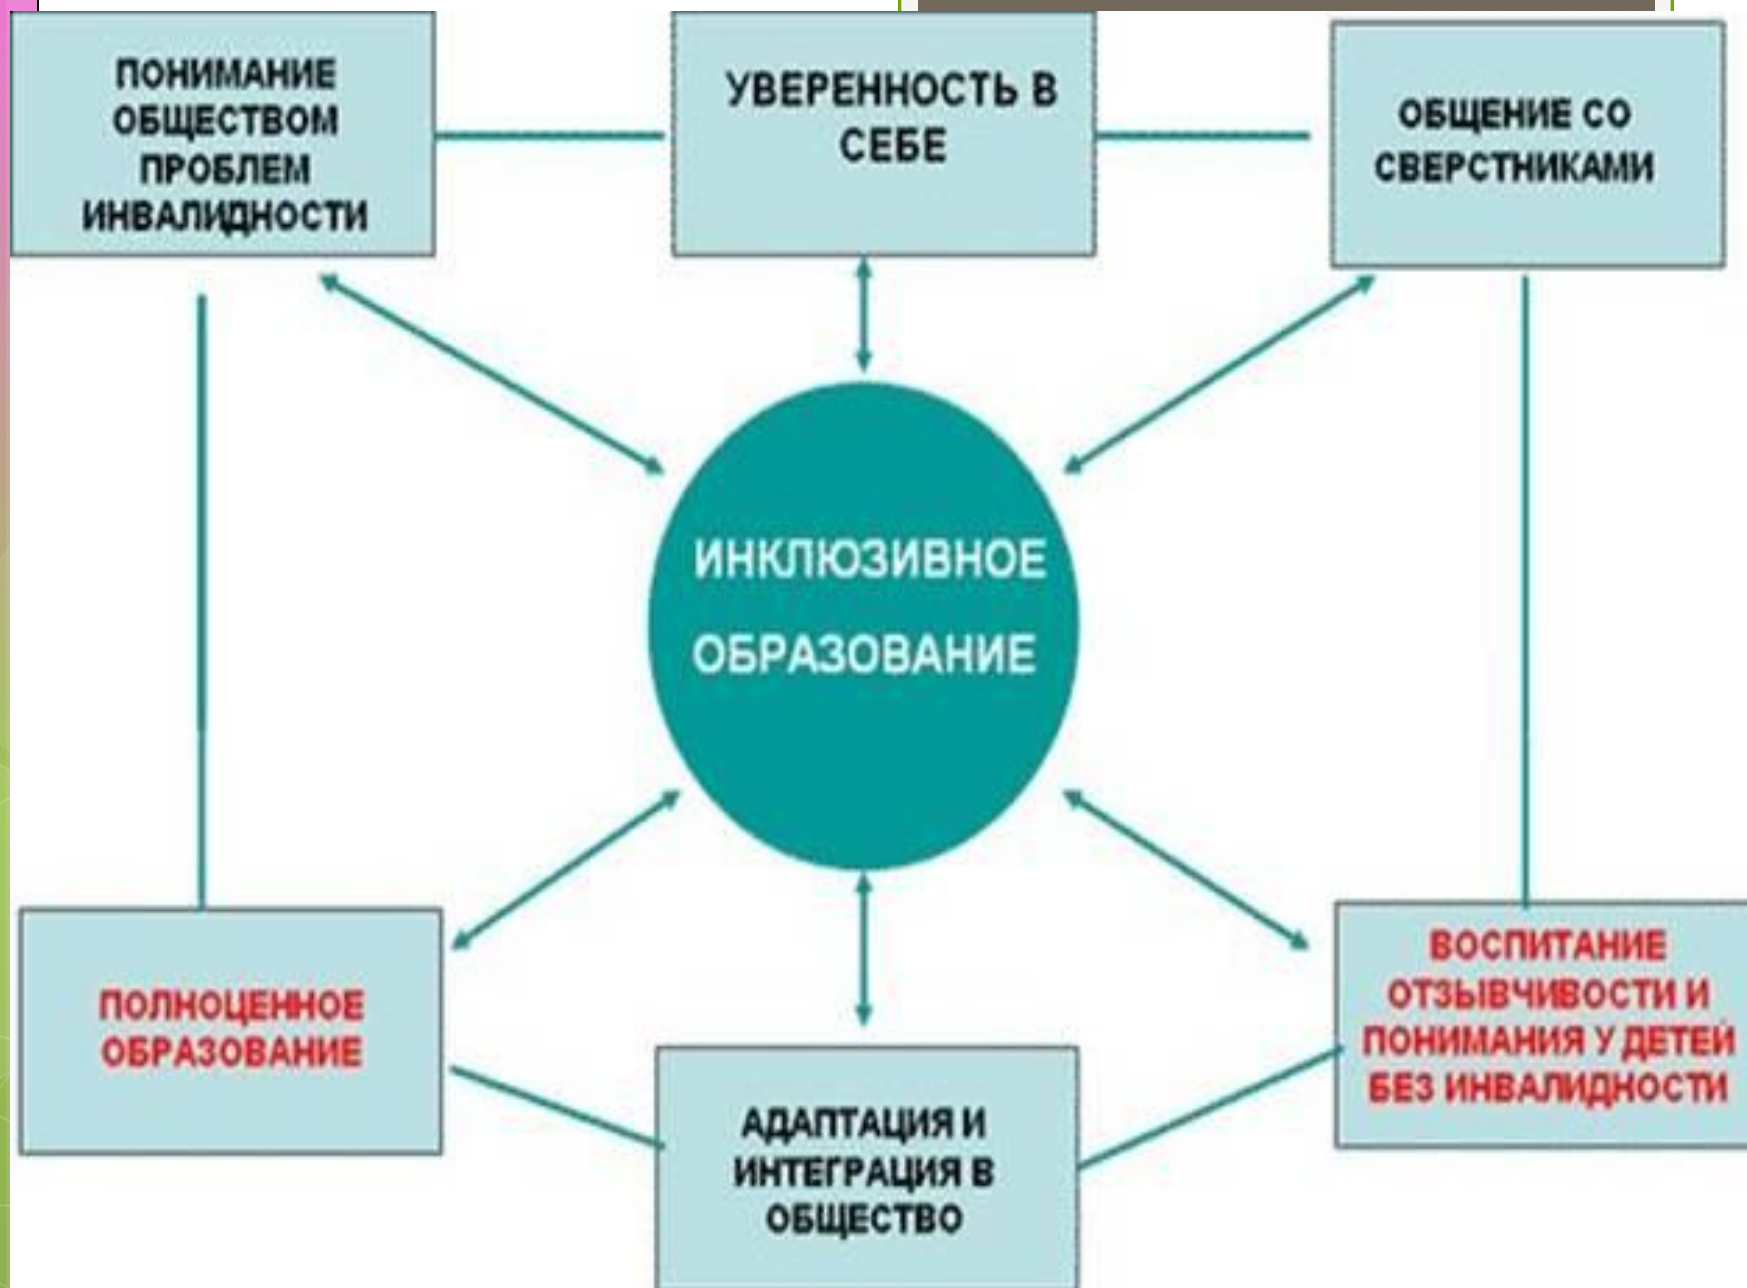 ПОНИМАНИЕ
ОБЩЕСТВОМ
ПРОБЛЕМ
ИНВАЛИДНОСТИ
УВЕРЕННОСТЬ В
СЕБЕ
ОБЩЕНИЕ СО
СВЕРСТНИКАМИ
ИНКЛЮЗИВНОЕ
ОБРАЗОВАНИЕ
ПОЛНОЦЕННОЕ
ОБРАЗОВАНИЕ
АДАПТАЦИЯ И
ИНТЕГРАЦИЯ В
ОБЩЕСТВО
ВОСПИТАНИЕ
ОТЗЫВЧИВОСТИ И
ПОНИМАНИЯ У ДЕТЕЙ
БЕЗ ИНВАЛИДНОСТИ